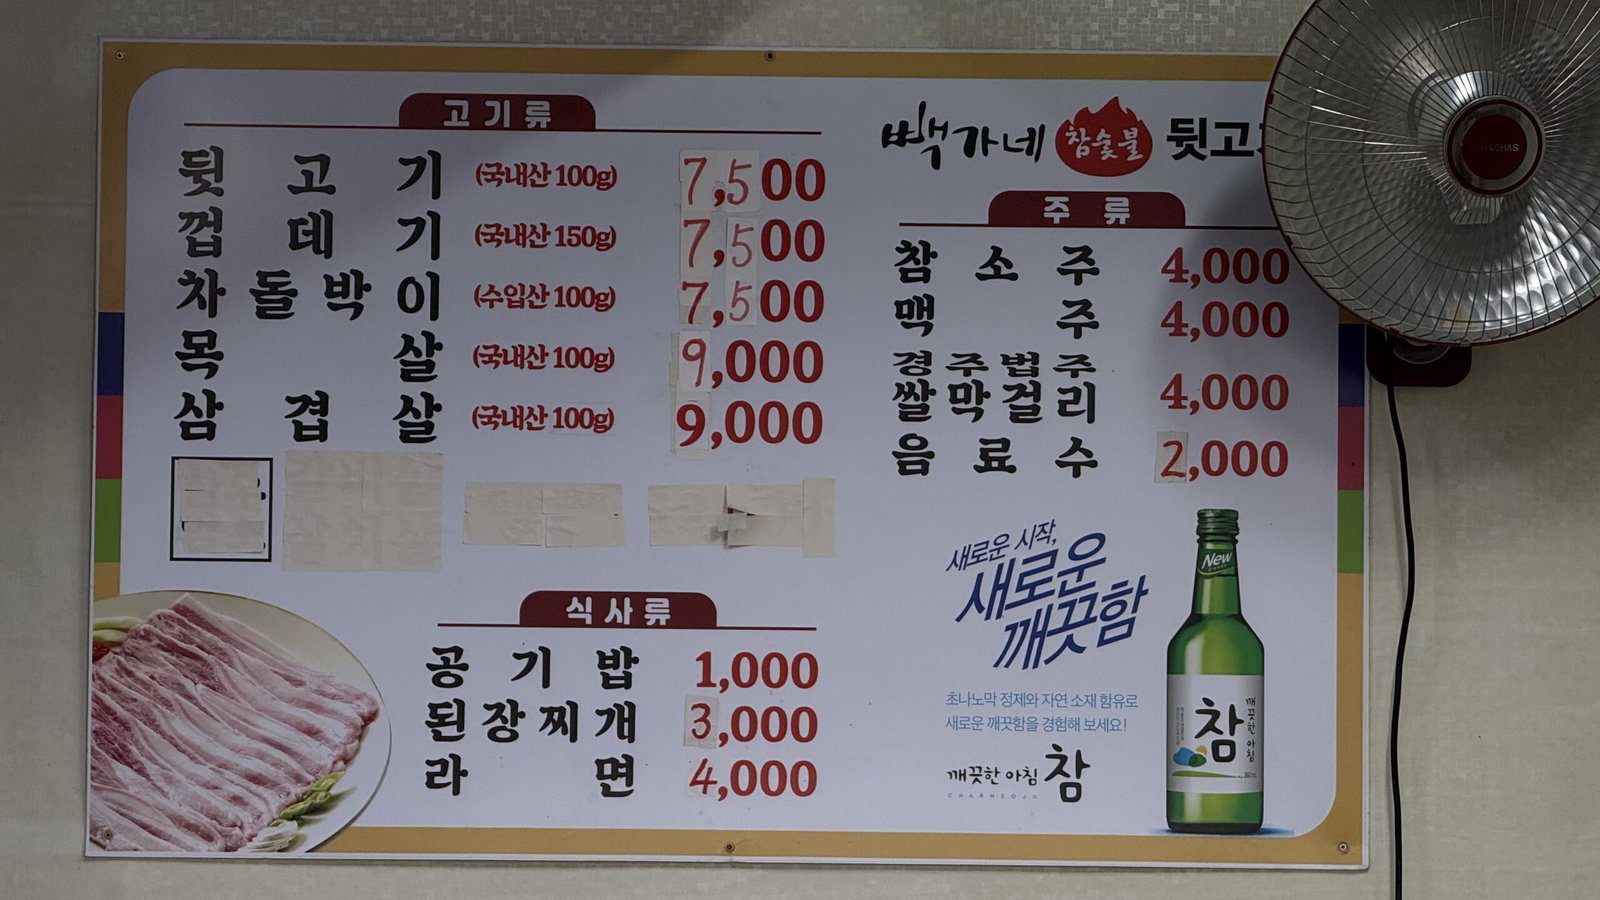 고기류
뒷고기 (국내산 100g) 7,500
껍데기 (국내산 150g) 7,500
차돌박이 (수입산 100g) 7,500
목살 (국내산 100g) 9,000
삼겹살 (국내산 100g) 9,000
식사류
공기밥 1,000
된장찌개 3,000
라면 4,000
빽가네 참숯불 뒷고
주류
참소주 4,000
맥주 4,000
경주법주
쌀막걸리 4,000
음료수 2,000
새로운 시작,
새로운
깨끗함
초나노막 정제와 자연 소재 함유로
새로운 깨끗함을 경험해 보세요!
깨끗한 아침 참
CHARMSOJU
New
참
깨끗한 아침